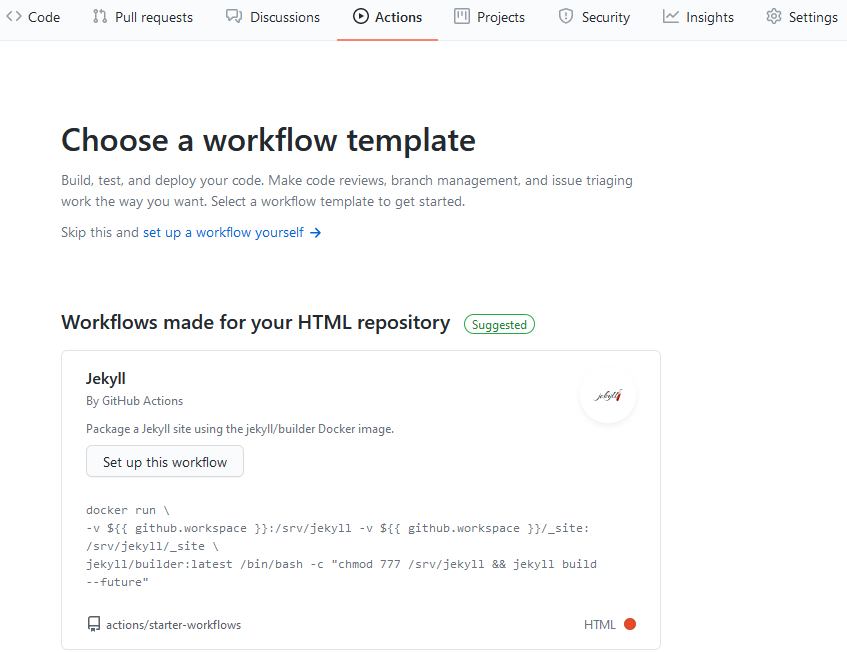 Code Pull requests Discussions Actions Projects Security Insights Settings
Choose a workflow template
Build, test, and deploy your code. Make code reviews, branch management, and issue triaging
work the way you want. Select a workflow template to get started.
Skip this and set up a workflow yourself →
Workflows made for your HTML repository Suggested
Jekyll
By GitHub Actions
jekyll
Package a Jekyll site using the jekyll/builder Docker image.
Set up this workflow
docker run \
-v ${{ github.workspace }}:/srv/jekyll -v ${{ github.workspace }}/_site:
/srv/jekyll/_site \
jekyll/builder:latest /bin/bash -c "chmod 777 /srv/jekyll && jekyll build
--future"
actions/starter-workflows HTML